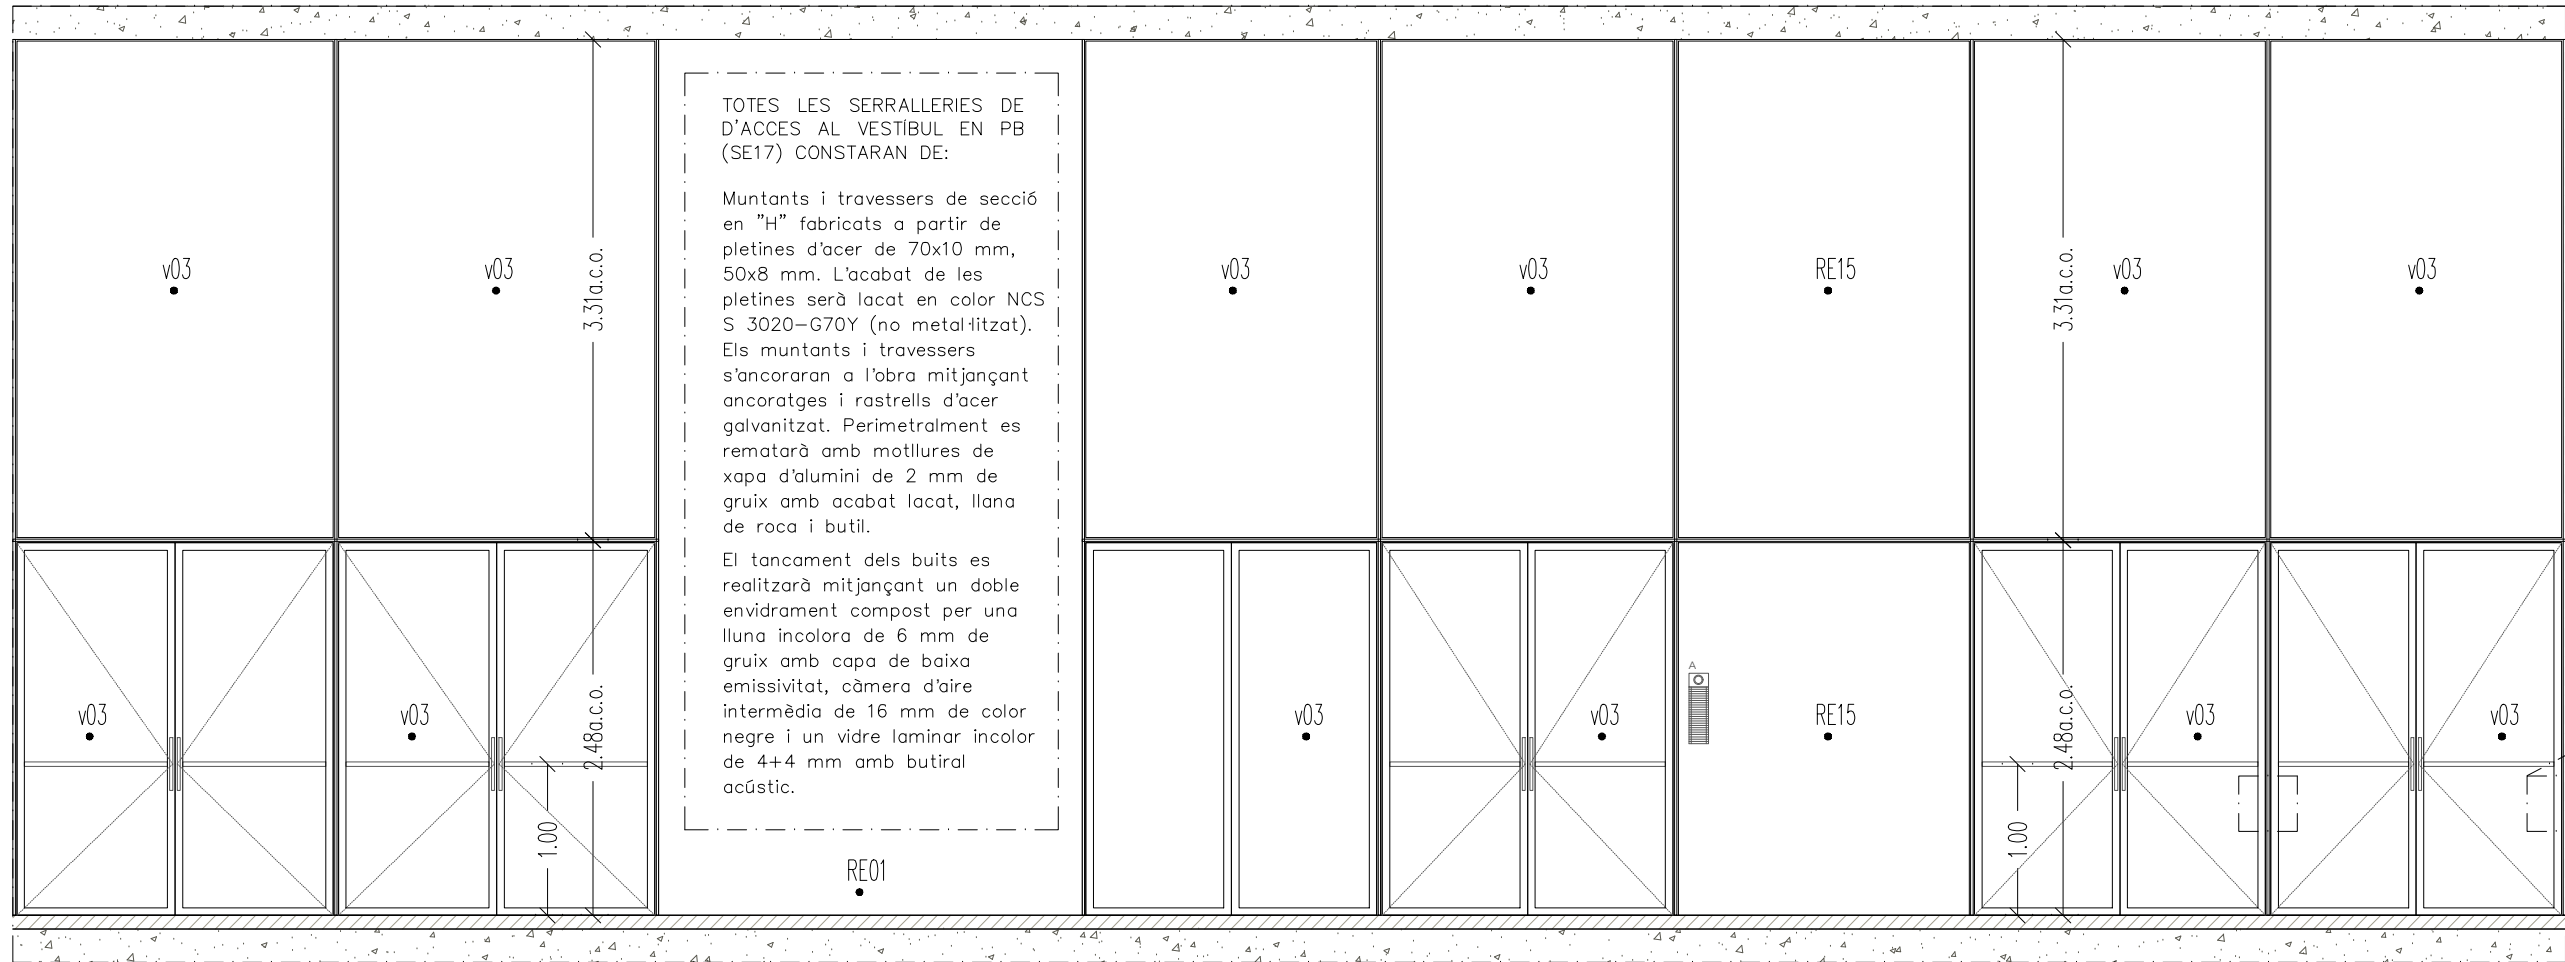 TOTES LES SERRALLERIES DE
D'ACCES AL VESTÍBUL EN PB
(SE17) CONSTARAN DE:
Muntants i travessers de secció
en "H" fabricats a partir de
pletines d'acer de 70x10 mm,
50x8 mm. L'acabat de les
pletines serà lacat en color NCS
S 3020-G70Y (no metal·litzat).
Els muntants i travessers
s'ancoraran a l'obra mitjançant
ancoratges i rastrells d'acer
galvanitzat. Perimetralment es
rematarà amb motllures de
xapa d'alumini de 2 mm de
gruix amb acabat lacat, llana
de roca i butil.
El tancament dels buits es
realitzarà mitjançant un doble
envidrament compost per una
lluna incolora de 6 mm de
gruix amb capa de baixa
emissivitat, càmera d'aire
intermèdia de 16 mm de color
negre i un vidre laminar incolor
de 4+4 mm amb butiral
acústic.
v03
v03
3.31a.c.o.
v03
v03
RE15
3.31a.c.o.
v03
v03
v03
v03
1.00
2.48a.c.o.
RE01
v03
v03
A
RE15
1.00
2.48a.c.o.
v03
v03